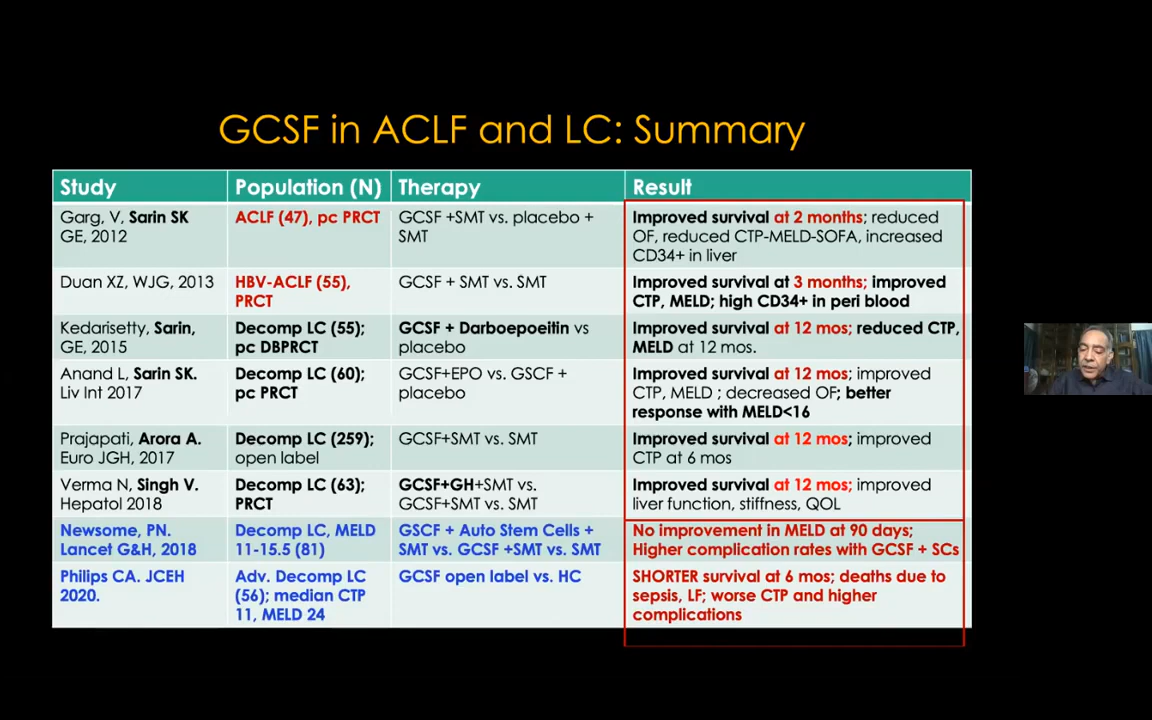 GCSF in ACLF and LC: Summary
Study Population (N) Therapy Result
Garg, V, Sarin SK
GE, 2012
ACLF (47), pc PRCT
GCSF +SMT vs. placebo +
SMT
Improved survival at 2 months; reduced
OF, reduced CTP-MELD-SOFA, increased
CD34+ in liver
Duan XZ, WJG, 2013
HBV-ACLF (55),
PRCT
GCSF + SMT vs. SMT
Improved survival at 3 months; improved
CTP, MELD; high CD34+ in peri blood
Kedarisetty, Sarin,
GE, 2015
Decomp LC (55);
pc DBPRCT
GCSF + Darboepoeitin vs
placebo
Improved survival at 12 mos; reduced CTP,
MELD at 12 mos.
Anand L, Sarin SK.
Liv Int 2017
Decomp LC (60);
pc PRCT
GCSF+EPO vs. GSCF +
placebo
Improved survival at 12 mos; improved
CTP, MELD ; decreased OF; better
response with MELD<16
Prajapati, Arora A.
Euro JGH, 2017
Decomp LC (259);
open label
GCSF+SMT vs. SMT
Improved survival at 12 mos; improved
CTP at 6 mos
Verma N, Singh V.
Hepatol 2018
Decomp LC (63);
PRCT
GCSF+GH+SMT vs.
GCSF+SMT vs. SMT
Improved survival at 12 mos; improved
liver function, stiffness, QOL
Newsome, PN.
Lancet G&H, 2018
Decomp LC, MELD
11-15.5 (81)
GSCF + Auto Stem Cells +
SMT vs. GCSF +SMT vs. SMT
No improvement in MELD at 90 days;
Higher complication rates with GCSF + SCs
Philips CA. JCEH
2020.
Adv. Decomp LC
(56); median CTP
11, MELD 24
GCSF open label vs. HC
SHORTER survival at 6 mos; deaths due to
sepsis, LF; worse CTP and higher
complications